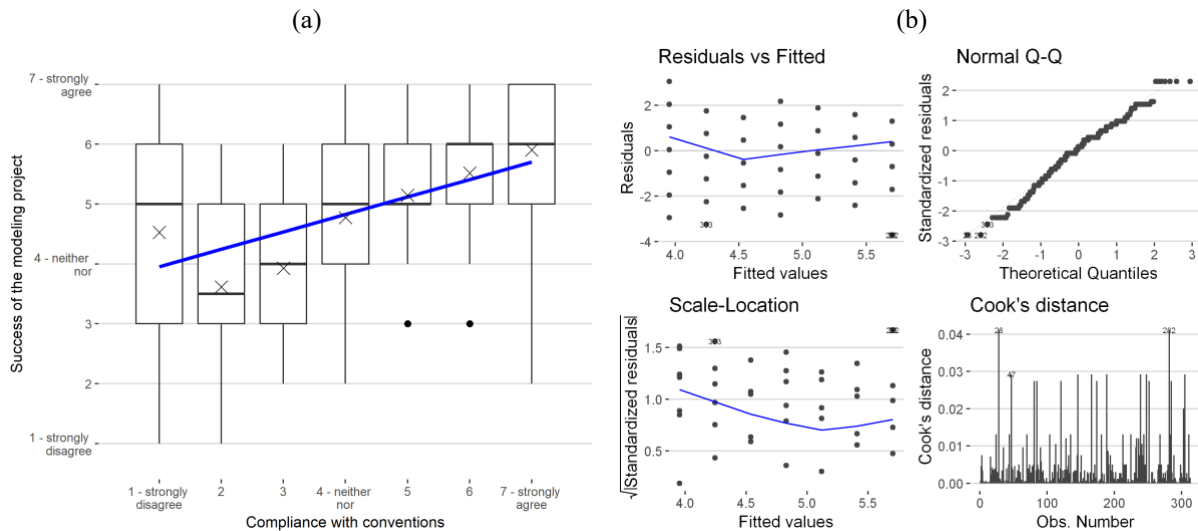 (a)
(b)
7 - strongly
agree
6
5
4 - neither
nor
3
2
1 - strongly
disagree
Success of the modeling project
1 - strongly
disagree
2
3
4 - neither
nor
5
6
7 - strongly
agree
Compliance with conventions
Residuals vs Fitted
Residuals
2
0
-2
-4
4.0
4.5
5.0
5.5
Fitted values
Normal Q-Q
Standardized residuals
2
1
0
-1
-2
-3
-3
-2
-1
0
1
2
3
Theoretical Quantiles
Scale-Location
√|Standardized residuals|
1.5
1.0
0.5
4.0
4.5
5.0
5.5
Fitted values
Cook's distance
Cook's distance
0.04
0.03
0.02
0.01
0.00
28
47
282
0
100
200
300
Obs. Number